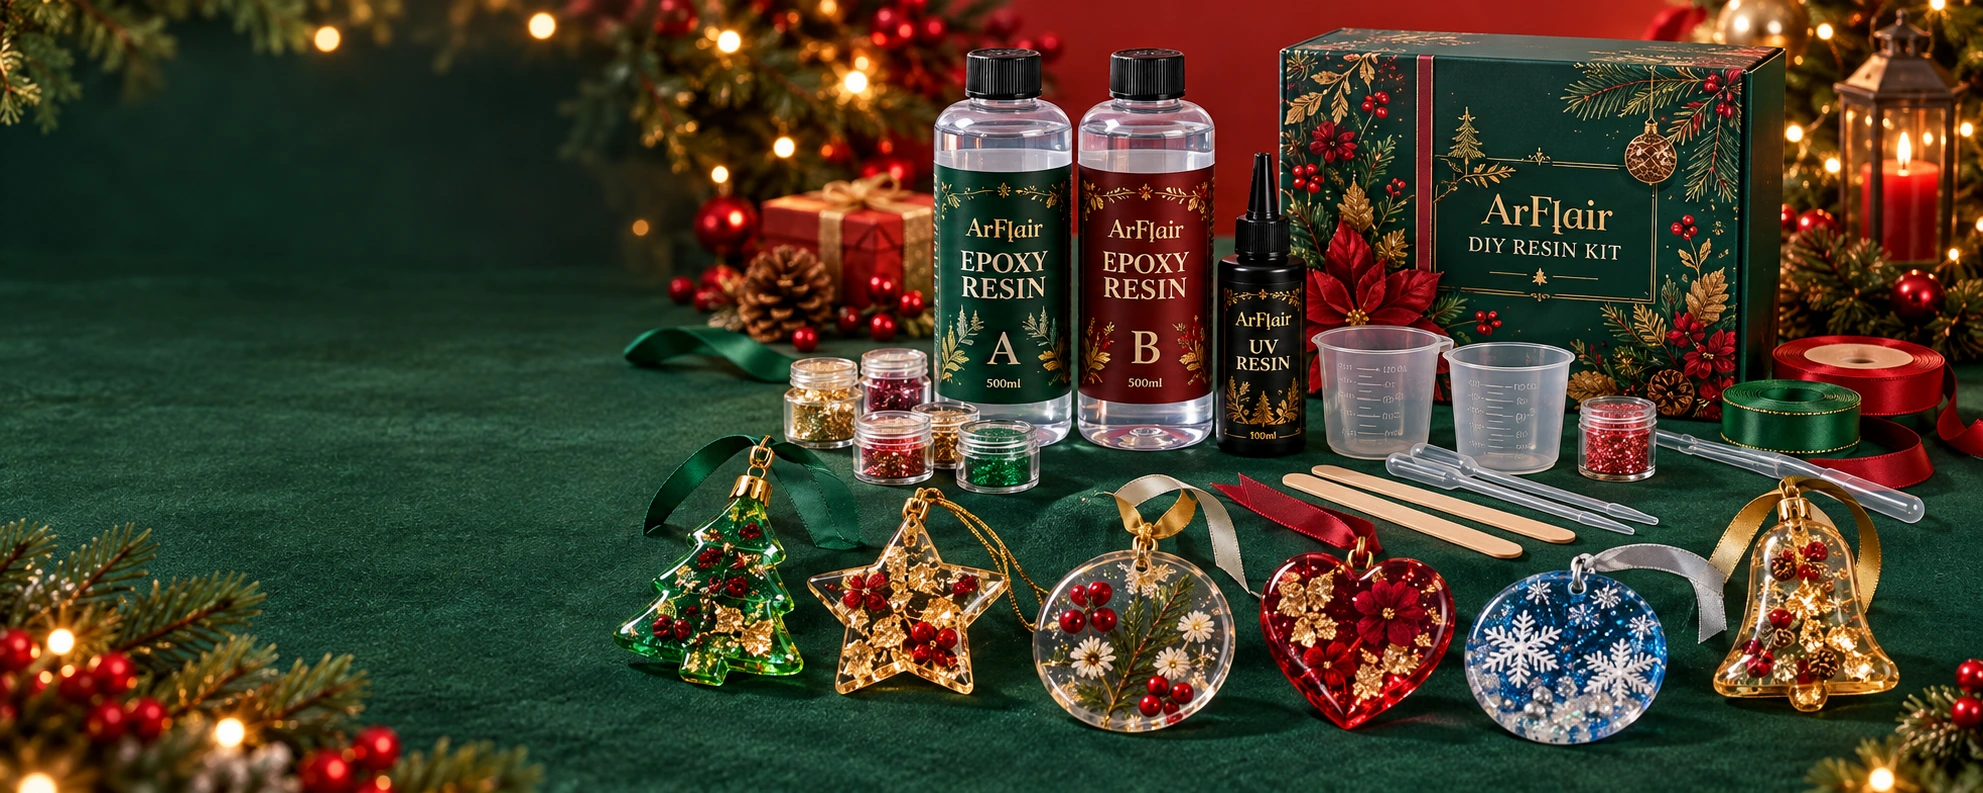 ArFlair
EPOXY
RESIN
A
500ml
ArFlair
EPOXY
RESIN
B
500ml
ArFlair
UV
RESIN
100ml
ArFlair
DIY RESIN KIT